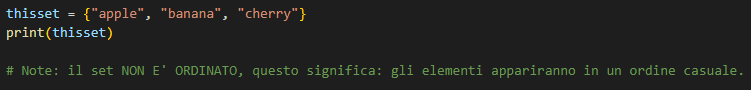 thisset = {"apple", "banana", "cherry"}
print(thisset)
# Note: il set NON E' ORDINATO, questo significa: gli elementi appariranno in un ordine casuale.